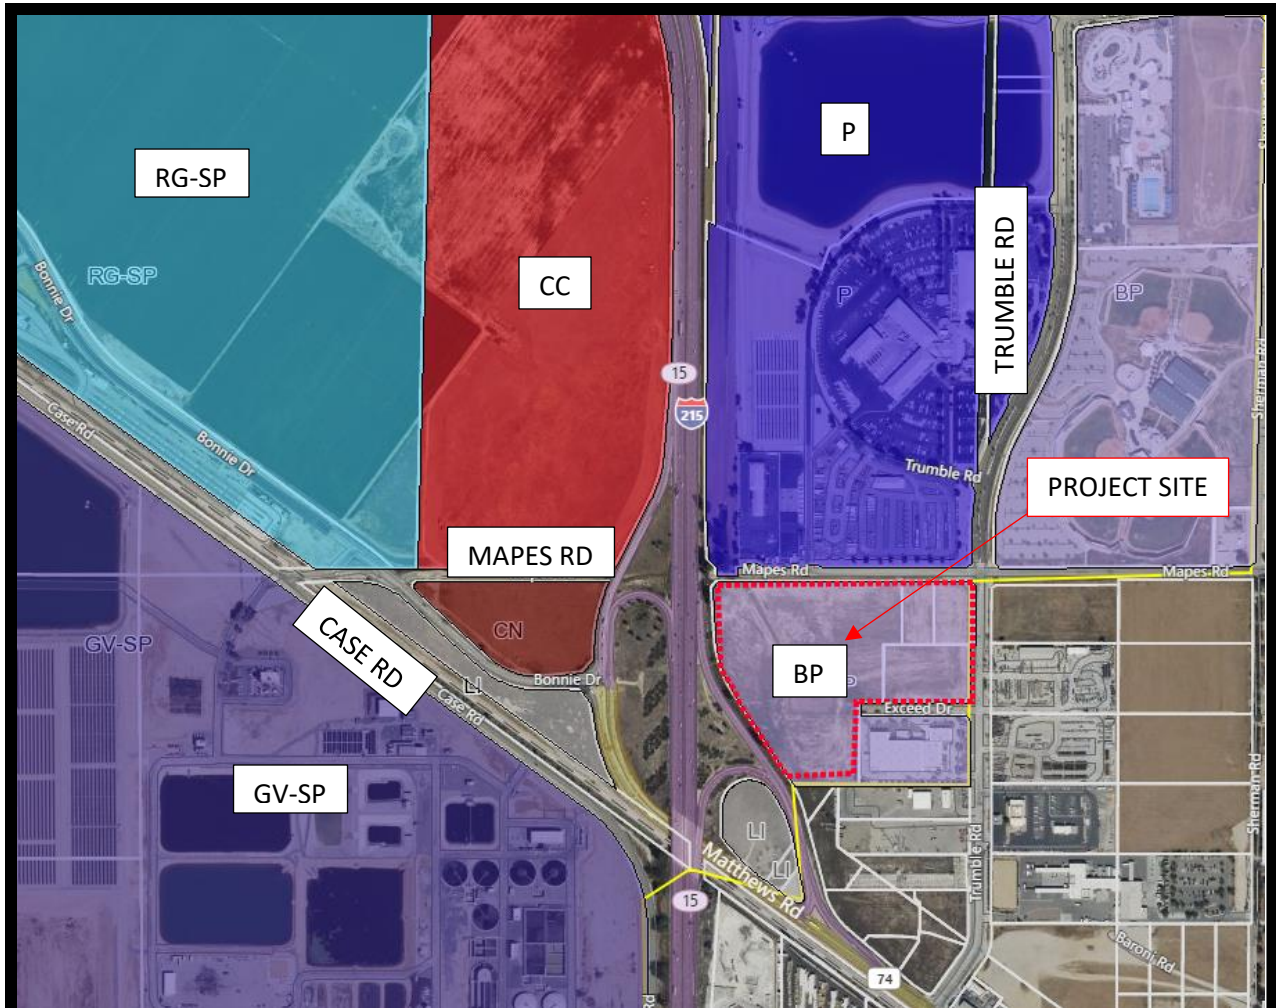 P
RG-SP
TRUMBLE RD
RG-SP
Bonnie Dr
CC
P
BP
Sherman Rd
15
215
Case Rd
Bonnie Dr
Trumble Rd
PROJECT SITE
MAPES RD
Mapes Rd
Mapes Rd
CASE RD
CN
GV-SP
BP
P
LI
Bonnie Dr
Case Rd
Exceed Dr
GV-SP
Sherman Rd
LI
LI
Matthews Rd
Trumble Rd
15
Baroni Rd
74
Rd